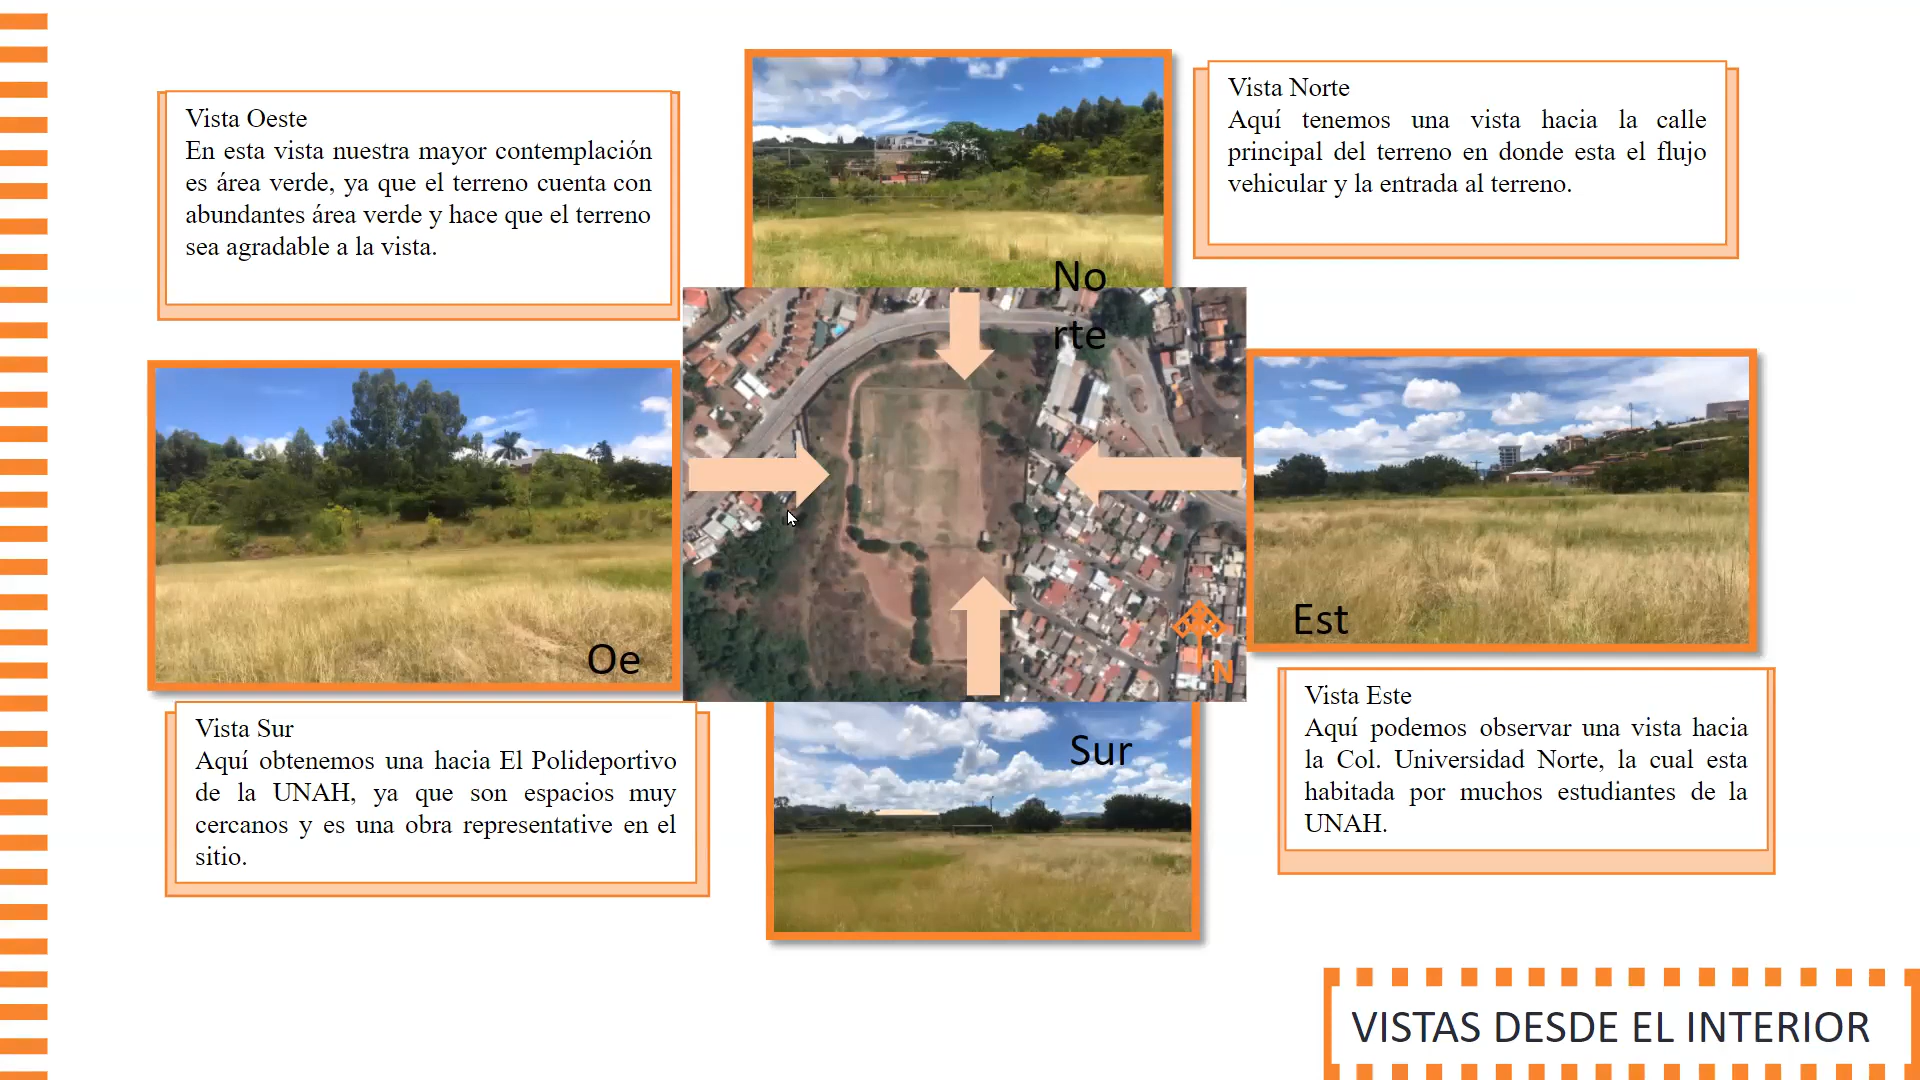 Vista Oeste
En esta vista nuestra mayor contemplación
es área verde, ya que el terreno cuenta con
abundantes área verde y hace que el terreno
sea agradable a la vista.
Vista Norte
Aquí tenemos una vista hacia la calle
principal del terreno en donde esta el flujo
vehicular y la entrada al terreno.
No
rte
Oe
Est
Sur
N
Vista Sur
Aquí obtenemos una hacia El Polideportivo
de la UNAH, ya que son espacios muy
cercanos y es una obra representative en el
sitio.
Vista Este
Aquí podemos observar una vista hacia
la Col. Universidad Norte, la cual esta
habitada por muchos estudiantes de la
UNAH.
VISTAS DESDE EL INTERIOR